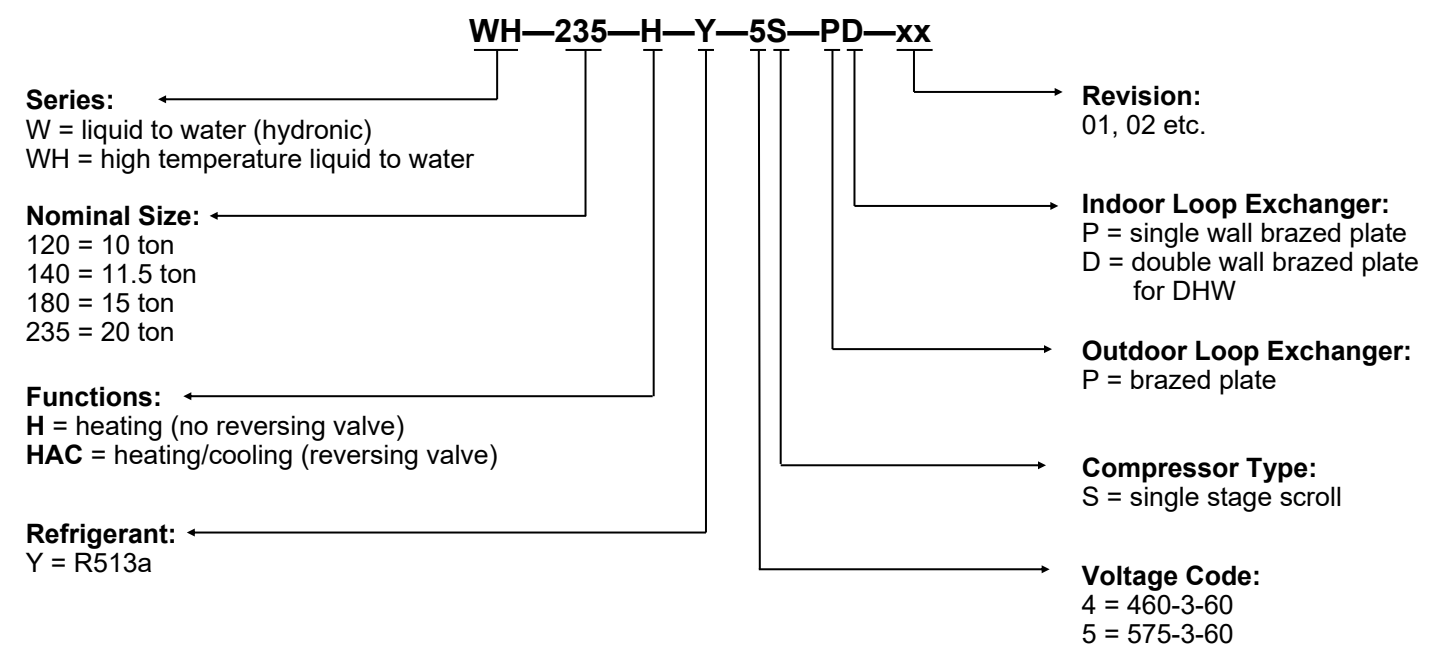 WH—235—H—Y—5S—PD—xx
Series:
W = liquid to water (hydronic)
WH = high temperature liquid to water
Nominal Size:
120 = 10 ton
140 = 11.5 ton
180 = 15 ton
235 = 20 ton
Functions:
H = heating (no reversing valve)
HAC = heating/cooling (reversing valve)
Refrigerant:
Y = R513a
Revision:
01, 02 etc.
Indoor Loop Exchanger:
P = single wall brazed plate
D = double wall brazed plate
for DHW
Outdoor Loop Exchanger:
P = brazed plate
Compressor Type:
S = single stage scroll
Voltage Code:
4 = 460-3-60
5 = 575-3-60